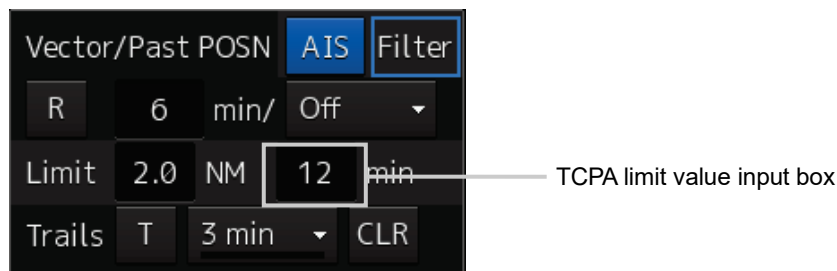 Vector/Past POSN AIS Filter
R 6 min/ Off
Limit 2.0 NM 12 min
TCPA limit value input box
Trails T 3 min CLR